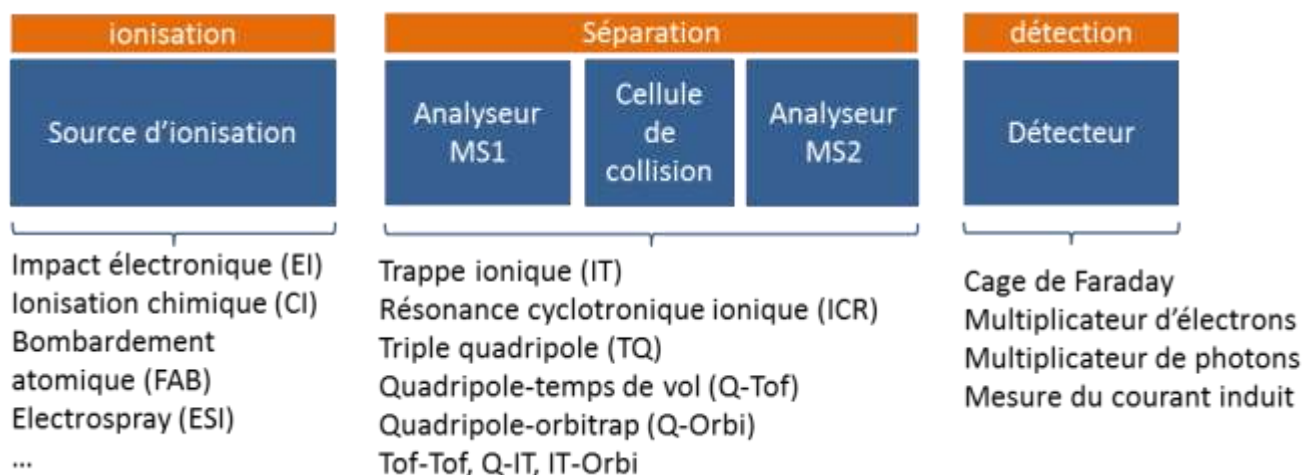 ionisation
Séparation
détection
Source d'ionisation
Analyseur
MS1
Cellule
de
collision
Analyseur
MS2
Détecteur
Impact électronique (EI)
Ionisation chimique (CI)
Bombardement
atomique (FAB)
Electrospray (ESI)
...
Trappe ionique (IT)
Résonance cyclotronique ionique (ICR)
Triple quadripole (TQ)
Quadripole-temps de vol (Q-Tof)
Quadripole-orbitrap (Q-Orbi)
Tof-Tof, Q-IT, IT-Orbi
Cage de Faraday
Multiplicateur d'électrons
Multiplicateur de photons
Mesure du courant induit